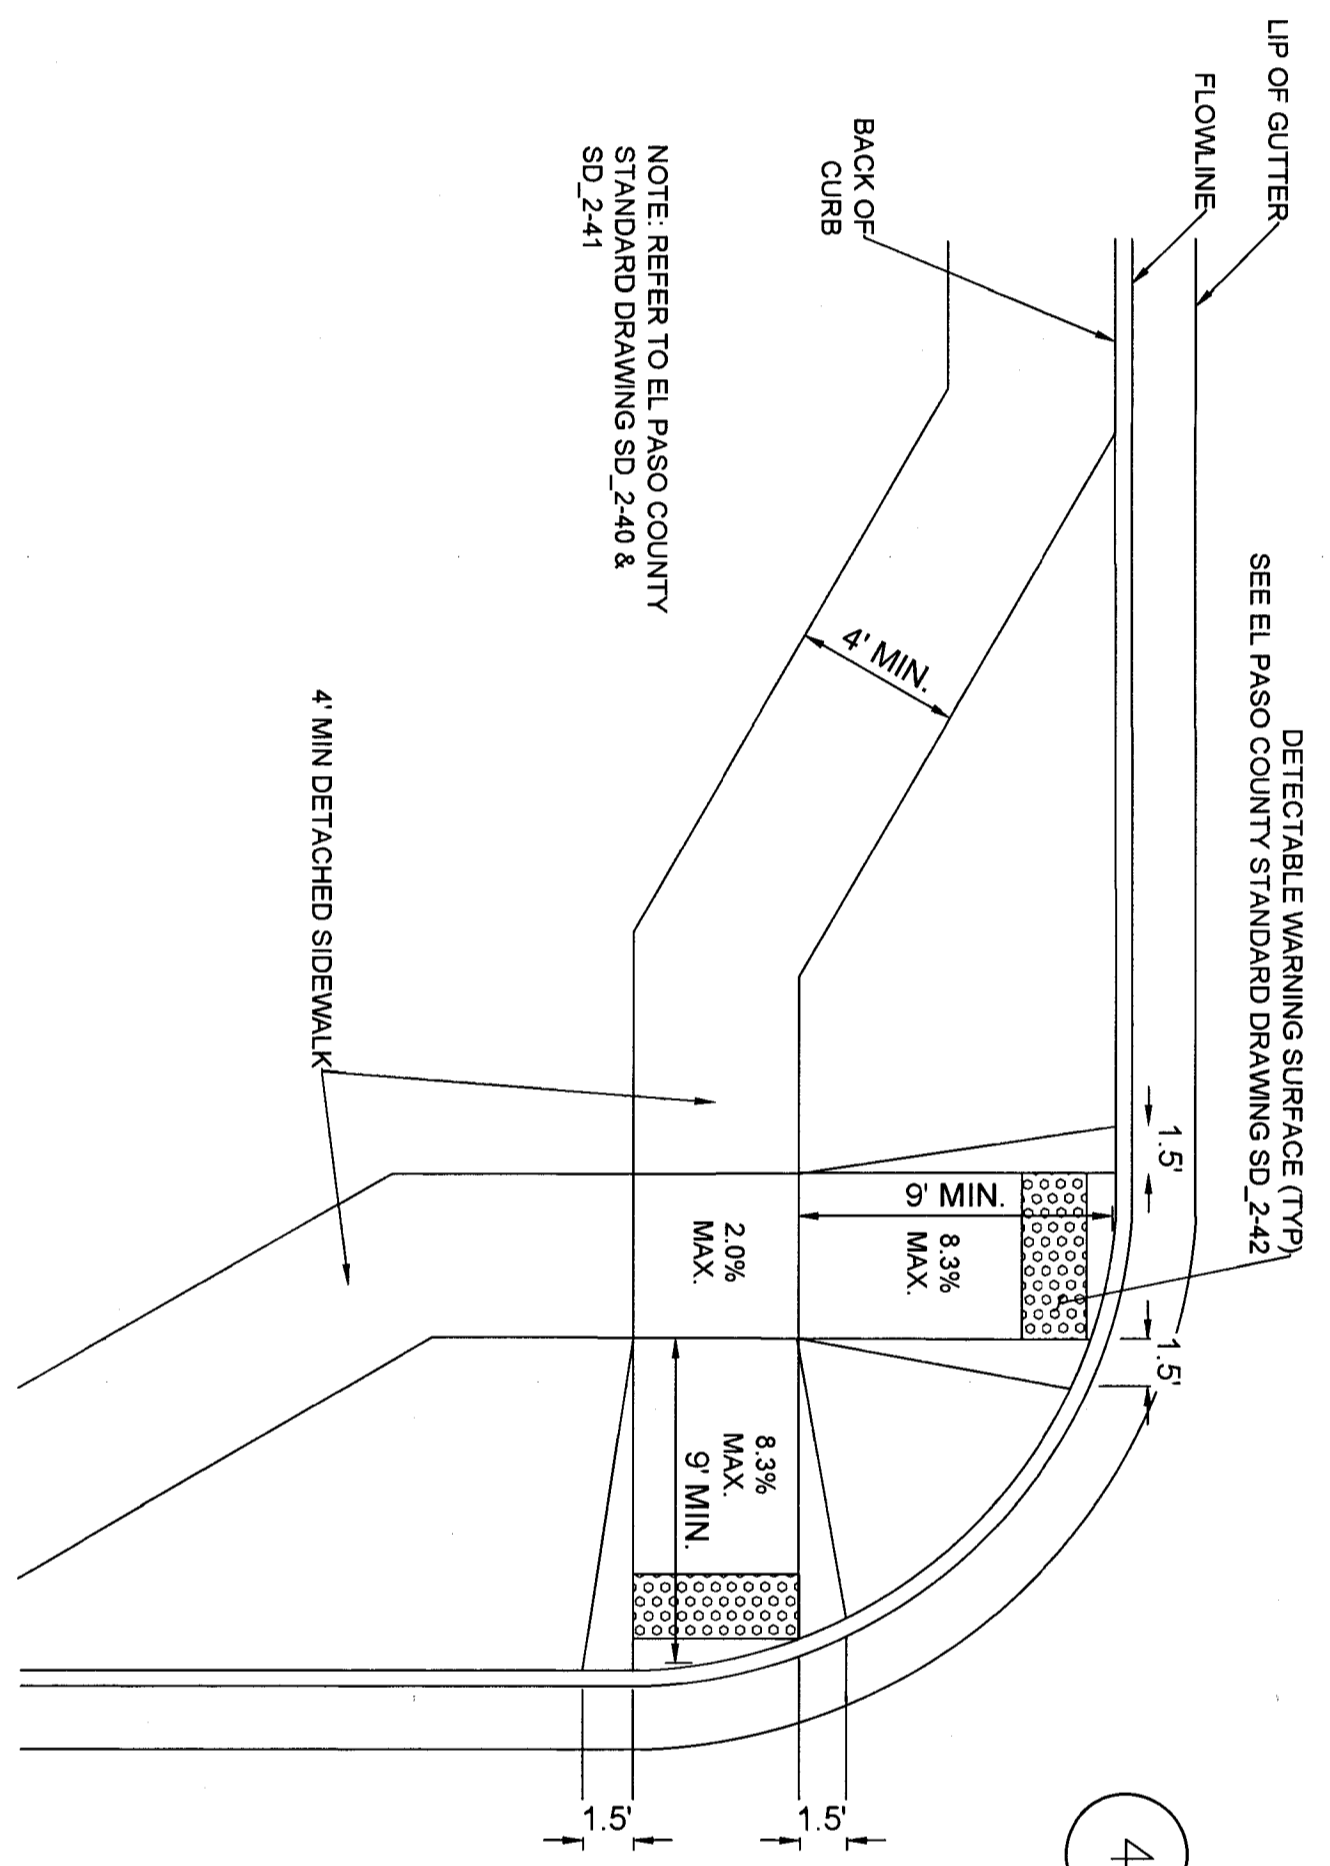 LIP OF GUTTER
FLOWLINE
BACK OF
CURB
DETECTABLE WARNING SURFACE (TYP)
SEE EL PASO COUNTY STANDARD DRAWING SD_2-42
NOTE: REFER TO EL PASO COUNTY
STANDARD DRAWING SD_2-40 &
SD_2-41
4' MIN.
4' MIN DETACHED SIDEWALK
1.5'
9' MIN.
8.3%
MAX.
2.0%
MAX.
1.5'
8.3%
MAX.
9' MIN.
1.5'
1.5'
4